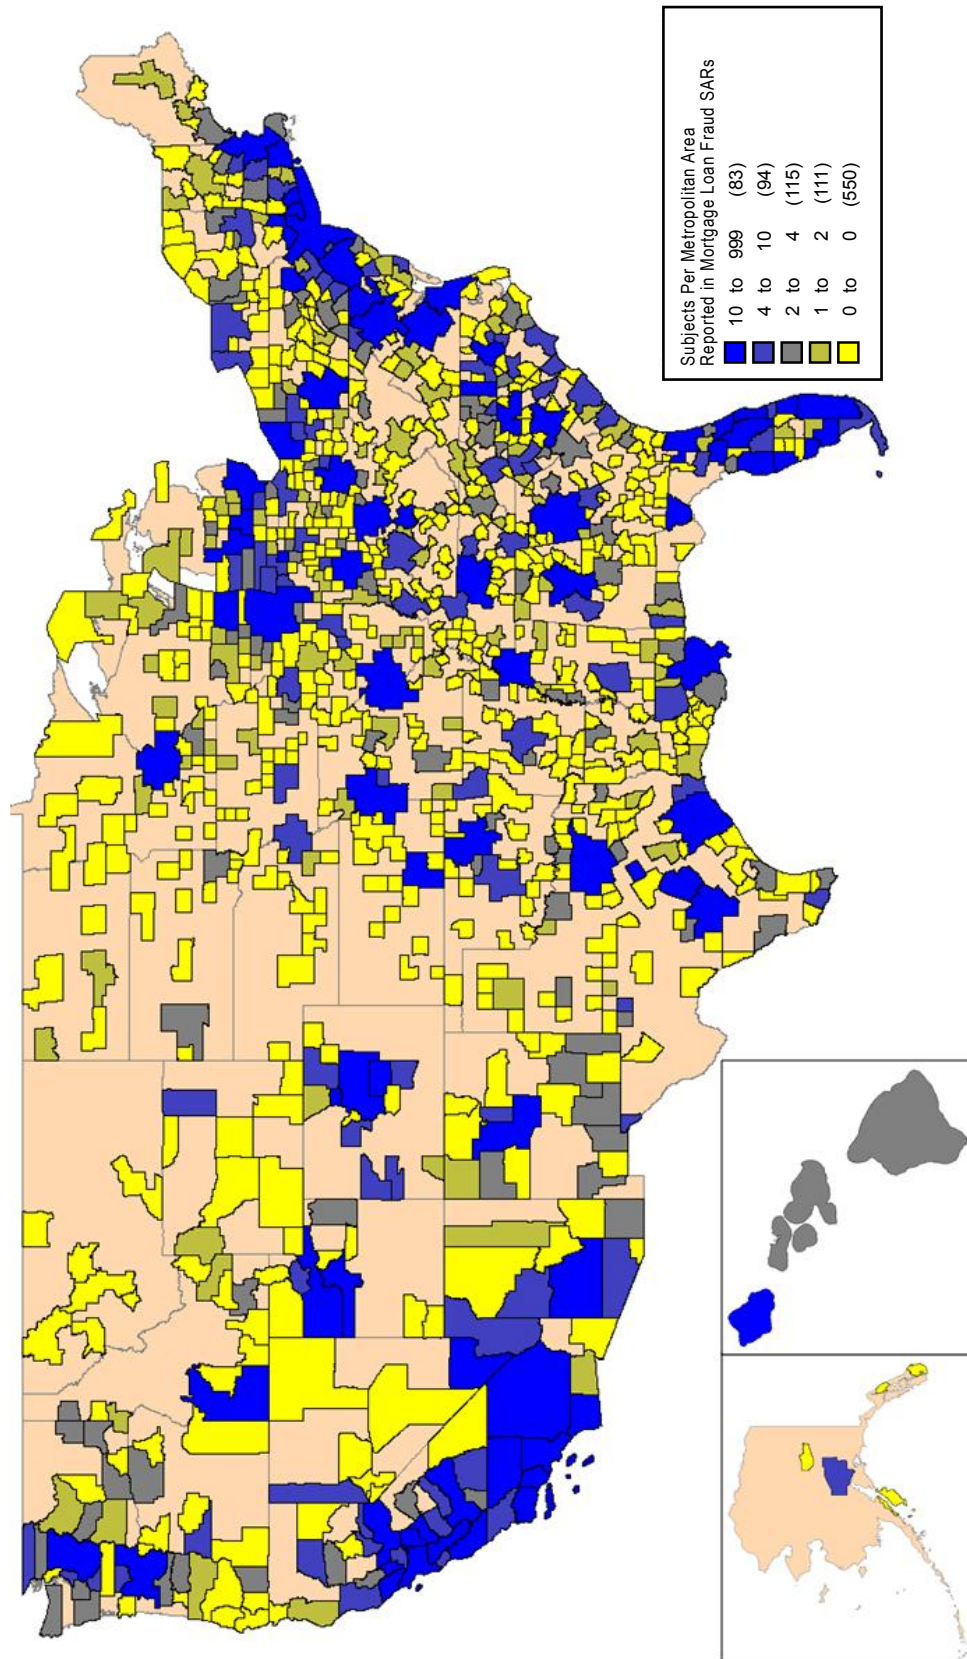 Subjects Per Metropolitan Area
Reported in Mortgage Loan Fraud SARs
10 to 999 (83)
4 to 10 (94)
2 to 4 (115)
1 to 2 (111)
0 to 0 (550)